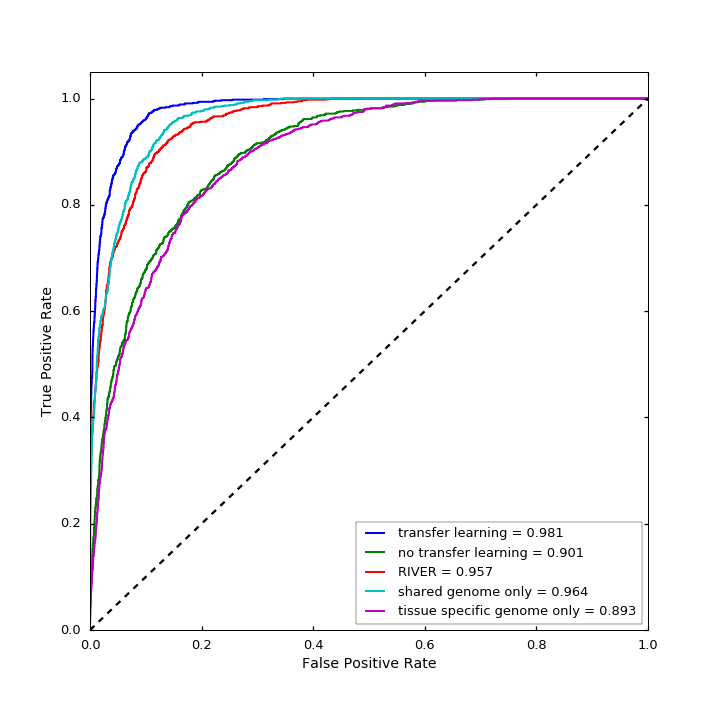 1.0
0.8
0.6
0.4
0.2
0.0
True Positive Rate
transfer learning = 0.981
no transfer learning = 0.901
RIVER = 0.957
shared genome only = 0.964
tissue specific genome only = 0.893
0.0 0.2 0.4 0.6 0.8 1.0
False Positive Rate